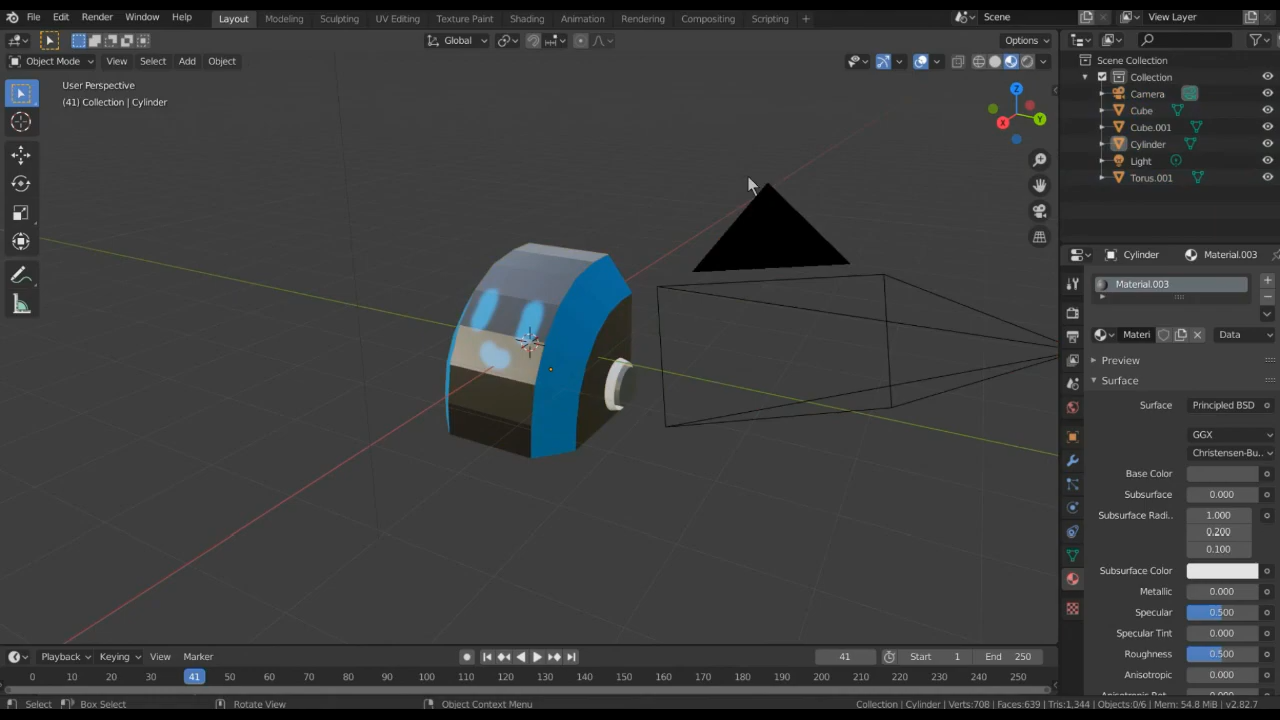 File Edit Render Window Help Layout Modeling Sculpting UV Editing Texture Paint Shading Animation Rendering Compositing Scripting + Scene View Layer
Global Options
Object Mode View Select Add Object
User Perspective
(41) Collection | Cylinder
Z
X Y
Scene Collection
Collection
Camera
Cube
Cube.001
Cylinder
Light
Torus.001
Cylinder Material.003
Material.003
Materi Data
Preview
Surface
Surface Principled BSD
GGX
Christensen-Bu..
Base Color
Subsurface 0.000
Subsurface Radi.. 1.000
0.200
0.100
Subsurface Color
Metallic 0.000
Specular 0.500
Specular Tint 0.000
Roughness 0.500
Anisotropic 0.000
Playback Keying View Marker 41 Start 1 End 250
0 10 20 30 41 50 60 70 80 90 100 110 120 130 140 150 160 170 180 190 200 210 220 230 240 250
Select Box Select Rotate View Object Context Menu Collection | Cylinder | Verts:708 | Faces:639 | Tris:1,344 | Objects:0/6 | Mem: 54.8 MiB | v2.82.7